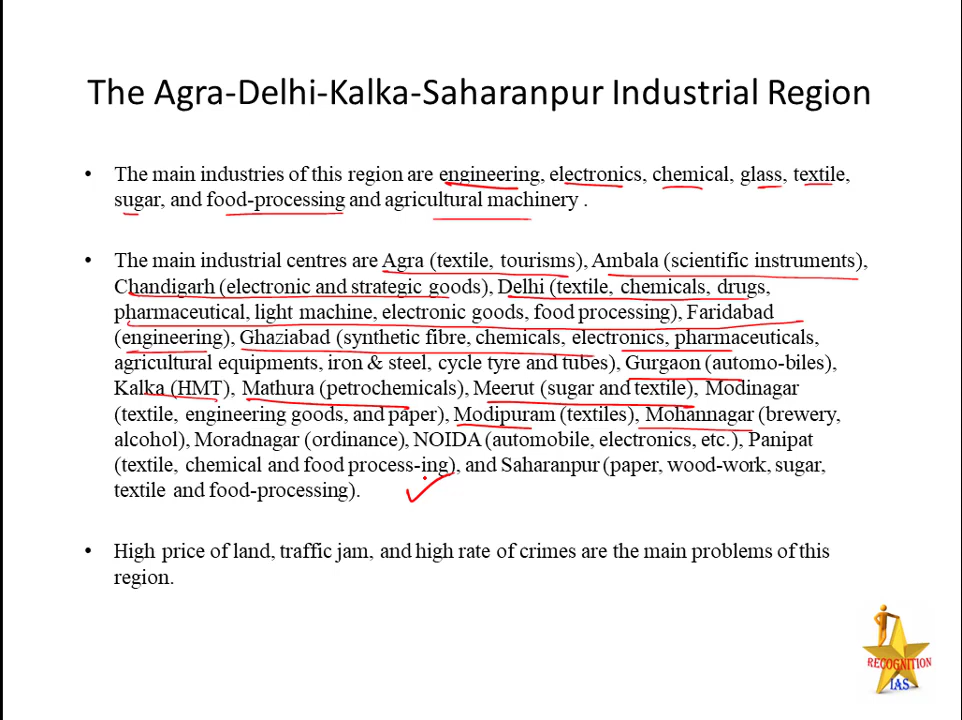 The Agra-Delhi-Kalka-Saharanpur Industrial Region
• The main industries of this region are engineering, electronics, chemical, glass, textile,
sugar, and food-processing and agricultural machinery .
• The main industrial centres are Agra (textile, tourisms), Ambala (scientific instruments),
Chandigarh (electronic and strategic goods), Delhi (textile, chemicals, drugs,
pharmaceutical, light machine, electronic goods, food processing), Faridabad
(engineering), Ghaziabad (synthetic fibre, chemicals, electronics, pharmaceuticals,
agricultural equipments, iron & steel, cycle tyre and tubes), Gurgaon (automo-biles),
Kalka (HMT), Mathura (petrochemicals), Meerut (sugar and textile), Modinagar
(textile, engineering goods, and paper), Modipuram (textiles), Mohannagar (brewery,
alcohol), Moradnagar (ordinance), NOIDA (automobile, electronics, etc.), Panipat
(textile, chemical and food process-ing), and Saharanpur (paper, wood-work, sugar,
textile and food-processing).
• High price of land, traffic jam, and high rate of crimes are the main problems of this
region.
RECOGNITION
IAS